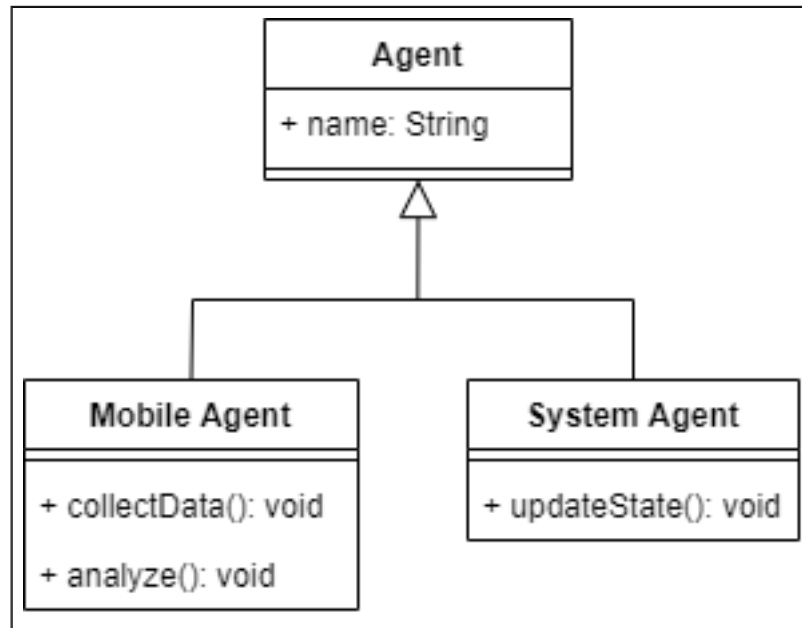 Agent
+ name: String
Mobile Agent
+ collectData(): void
+ analyze(): void
System Agent
+ updateState(): void